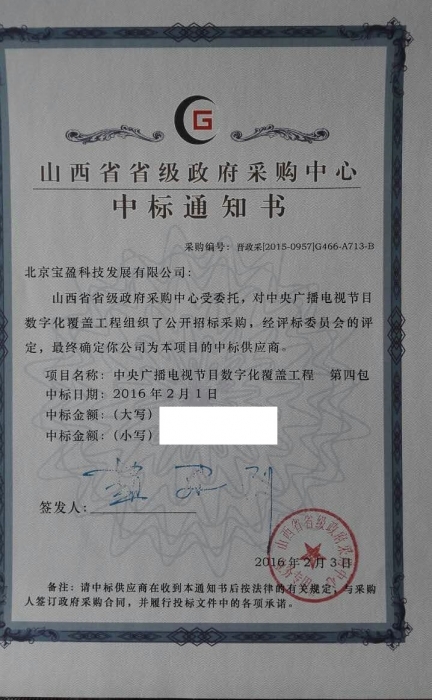 G
山西省省级政府采购中心
中标通知书
采购编号：晋政采[2015-0957]G466-A713-B
北京宝盈科技发展有限公司：
山西省省级政府采购中心受委托，对中央广播电视节目
数字化覆盖工程组织了公开招标采购，经评标委员会的评
定，最终确定你公司为本项目的中标供应商。
项目名称：中央广播电视节目数字化覆盖工程 第四包
中标日期：2016年2月1日
中标金额：（大写）
中标金额：（小写）
签发人：
山西省省级政府采购中心
2016年2月3日
备注：请中标供应商在收到本通知书后按法律的有关规定，与采购
人签订政府采购合同，并履行投标文件中的各项承诺。